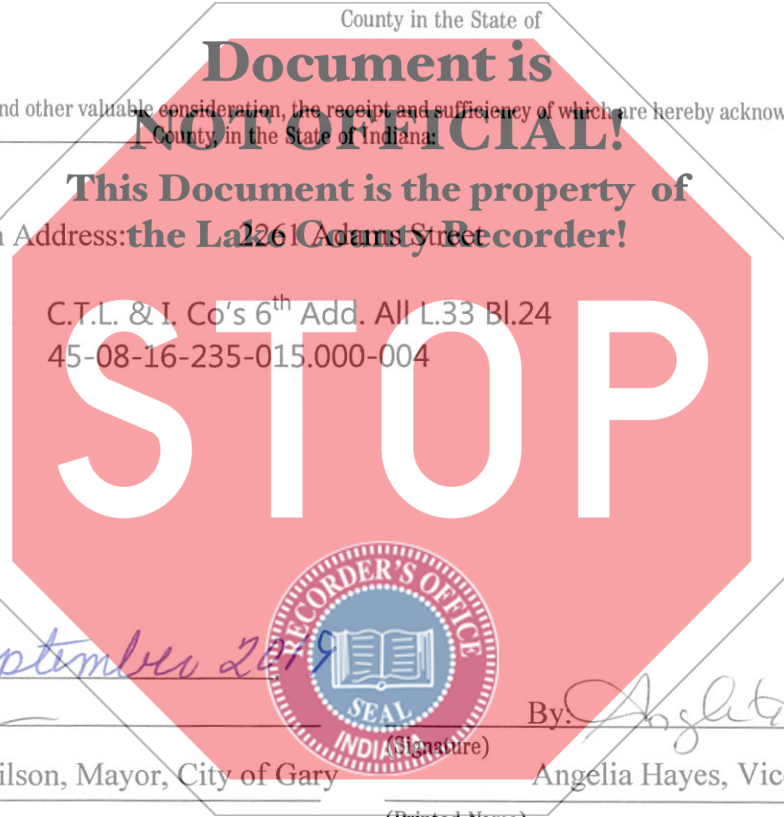 County in the State of
Document is
nd other valuable consideration, the receipt and sufficiency of which are hereby acknow
NOT OFFICIAL!
County, in the State of Indiana:
This Document is the property of
n Address: 2261 Adams Street
the Lake County Recorder!
C.T.L. & I. Co's 6th Add. All L.33 Bl.24
45-08-16-235-015.000-004
STOP
RECORDER'S OFFICE
ptember 2019
SEAL
INDIANA
By: Angelia
(Signature)
ilson, Mayor, City of Gary
Angelia Hayes, Vic
(Printed Name)